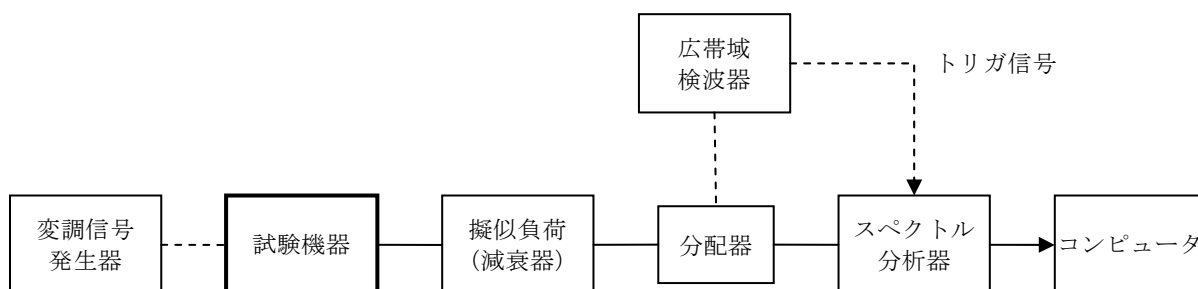 広帯域
検波器
トリガ信号
変調信号
発生器
試験機器
擬似負荷
（減衰器）
分配器
スペクトル
分析器
コンピュータ